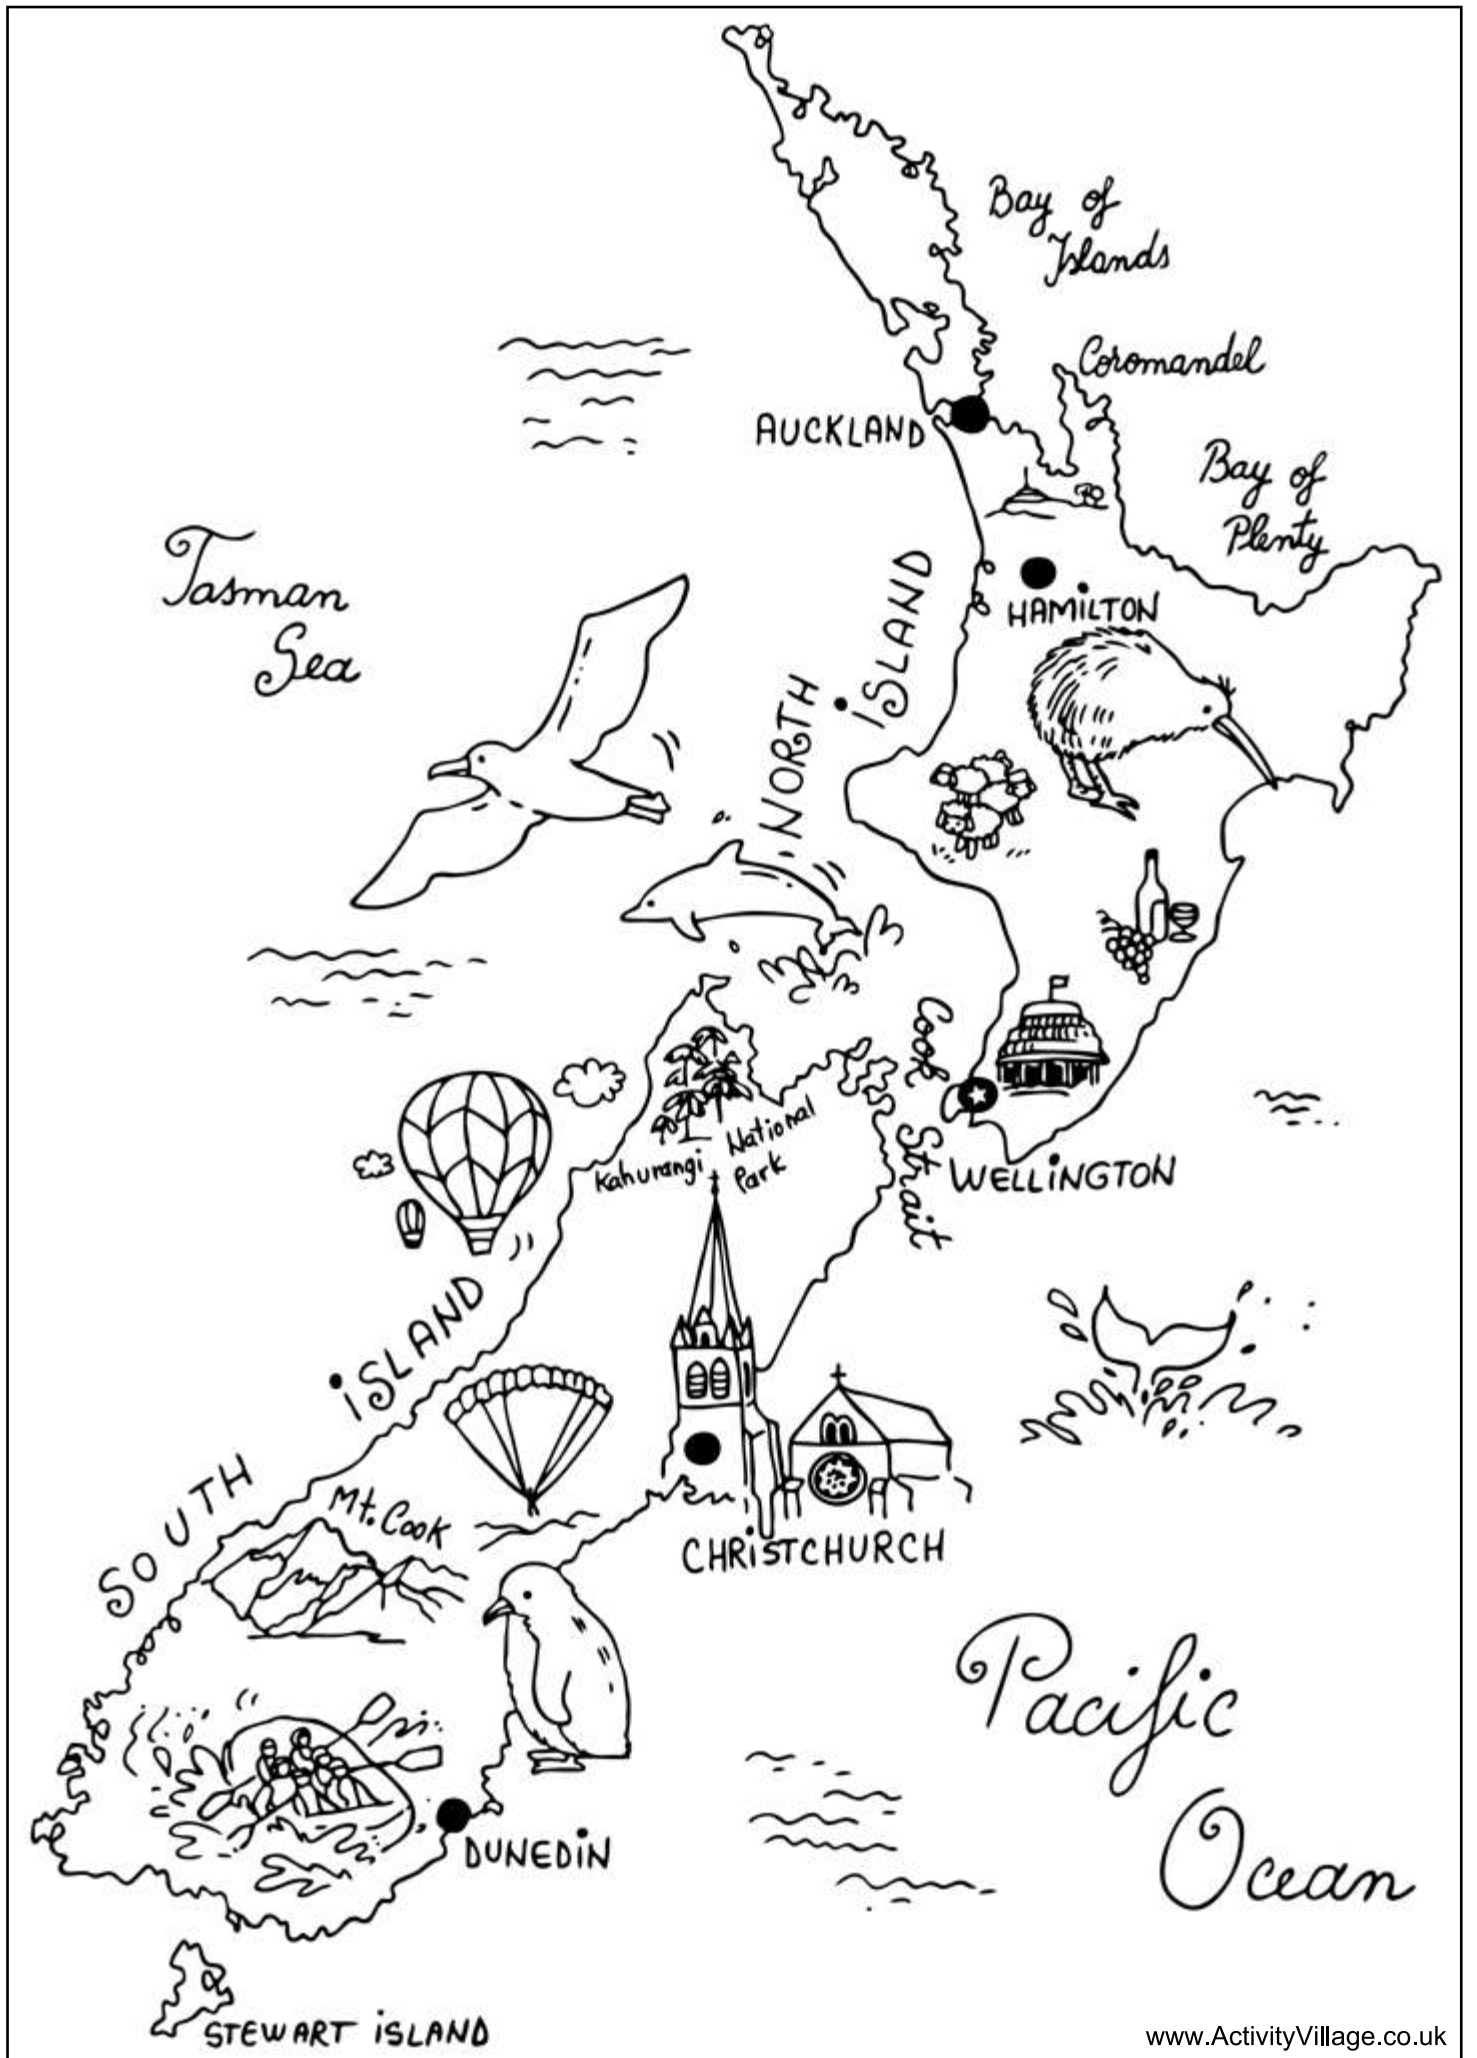 Bay of
Islands
Coromandel
AUCKLAND
Bay of
Plenty
Tasman
Sea
HAMiLTON
NORTH
iSLAND
Cook
Strait
WELLiNGTON
Kahurangi
National
Park
SOUTH
iSLAND
Mt. Cook
CHRiSTCHURCH
Pacific
Ocean
DUNEDiN
STEWART iSLAND
www.ActivityVillage.co.uk